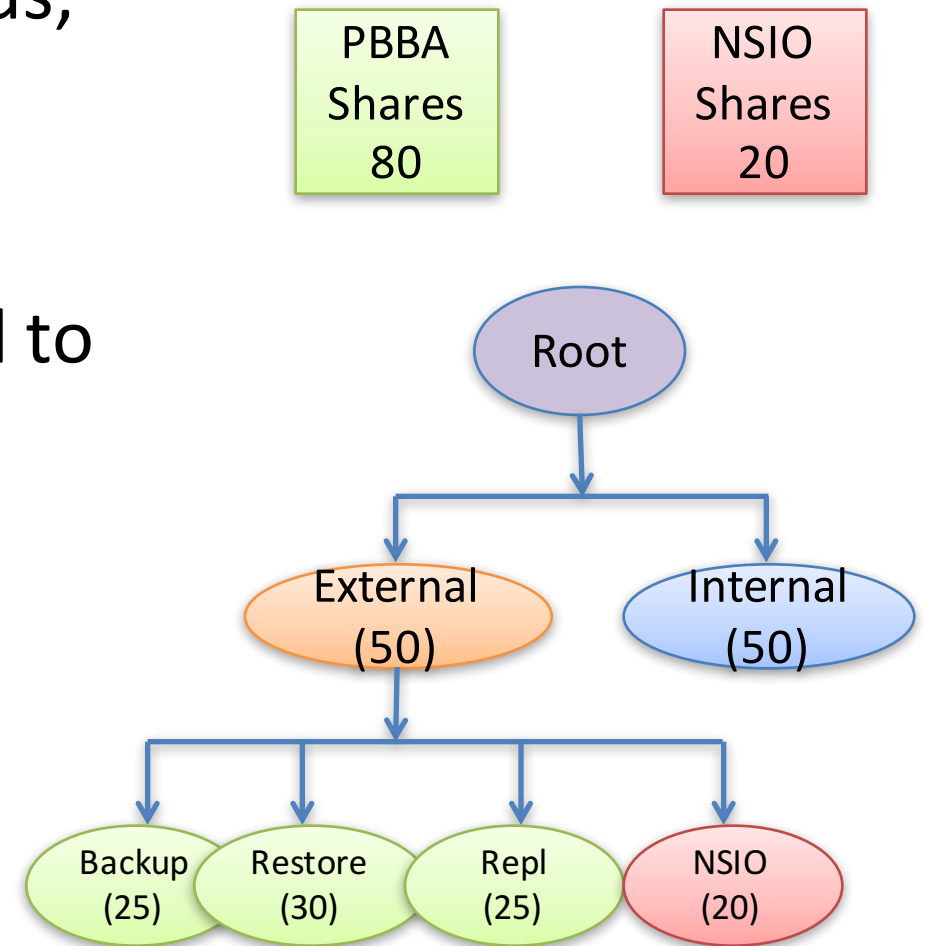 PBBA
Shares
80
NSIO
Shares
20
to
Root
External
(50)
Internal
(50)
Backup
(25)
Restore
(30)
Repl
(25)
NSIO
(20)